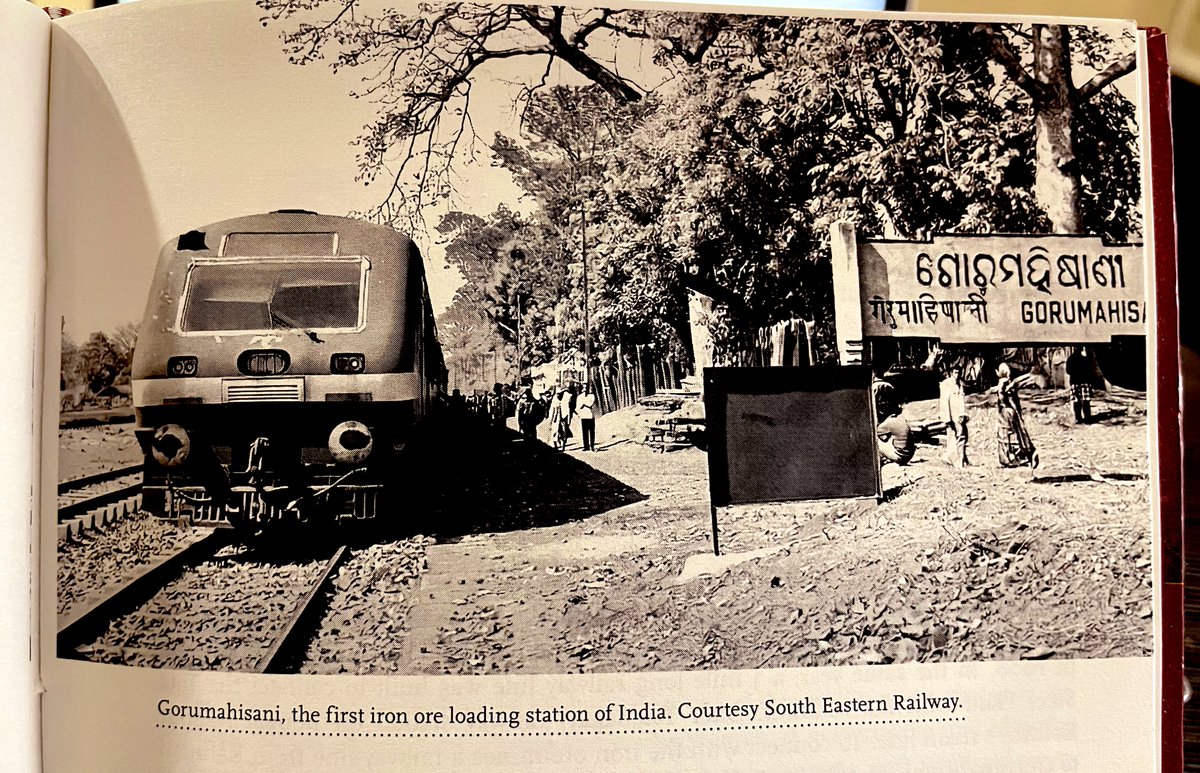 ଗୋରୁମହିଷାଣୀ
गोरुमाहिषानी GORUMAHISA
Gorumahisani, the first iron ore loading station of India. Courtesy South Eastern Railway.